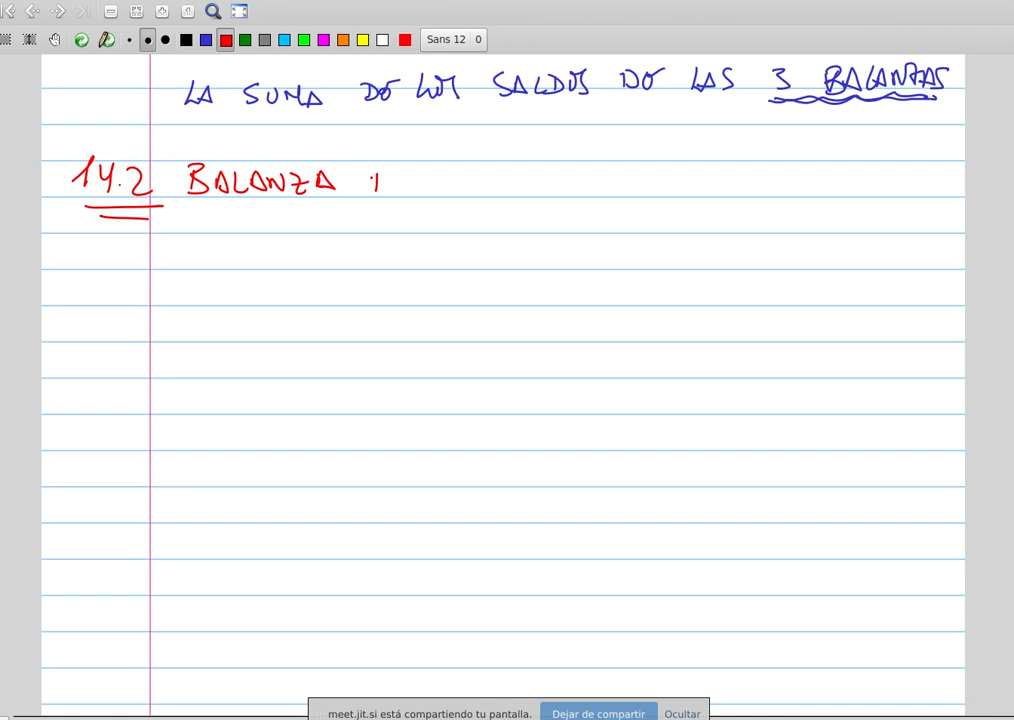 Sans 12 0
LA SUMA DE LOS SALDOS DE LAS 3 BALANZAS
14.2 BALANZA
meet.jit.si está compartiendo tu pantalla. Dejar de compartir Ocultar